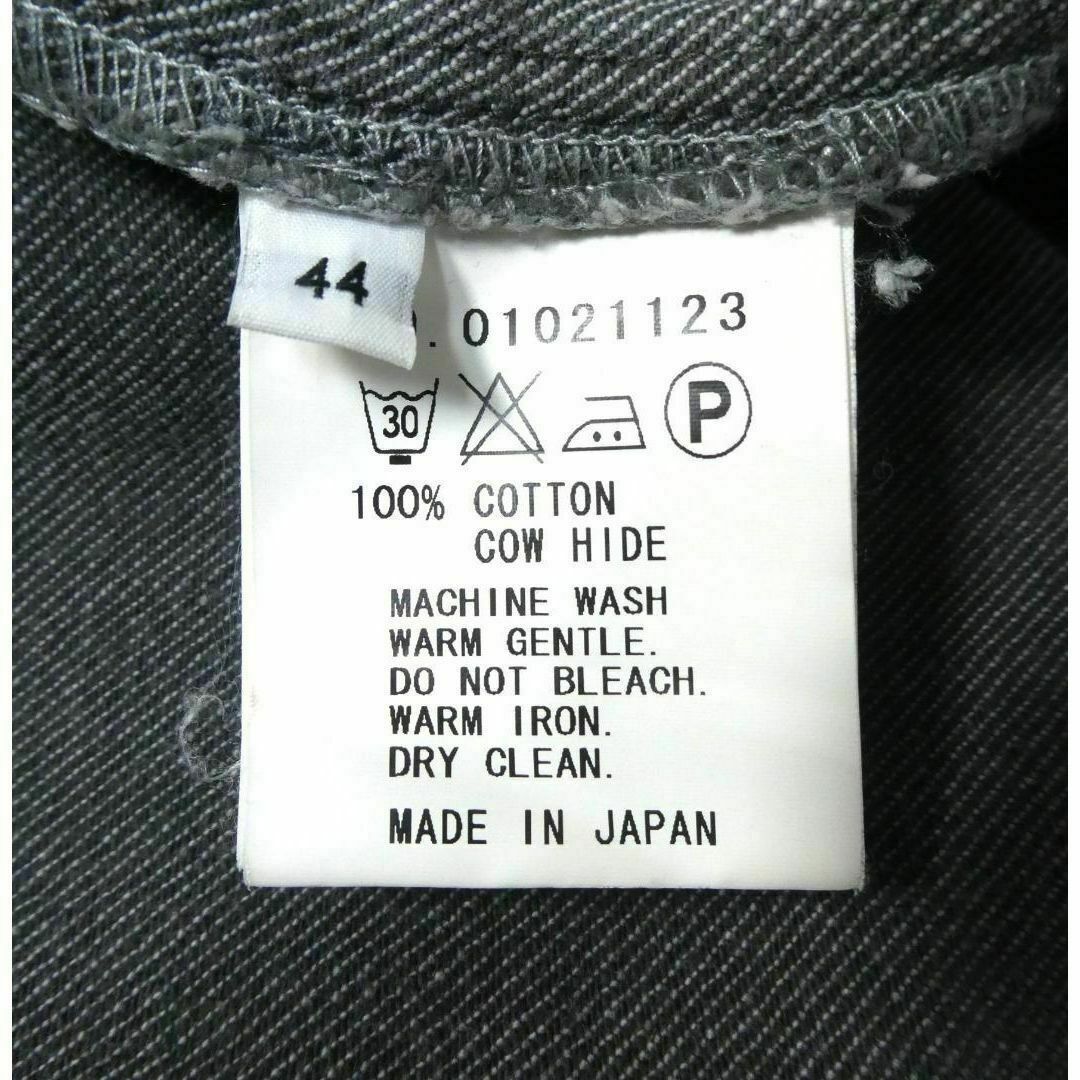 44
. 01021123
30 P
100% COTTON
COW HIDE
MACHINE WASH
WARM GENTLE.
DO NOT BLEACH.
WARM IRON.
DRY CLEAN.
MADE IN JAPAN